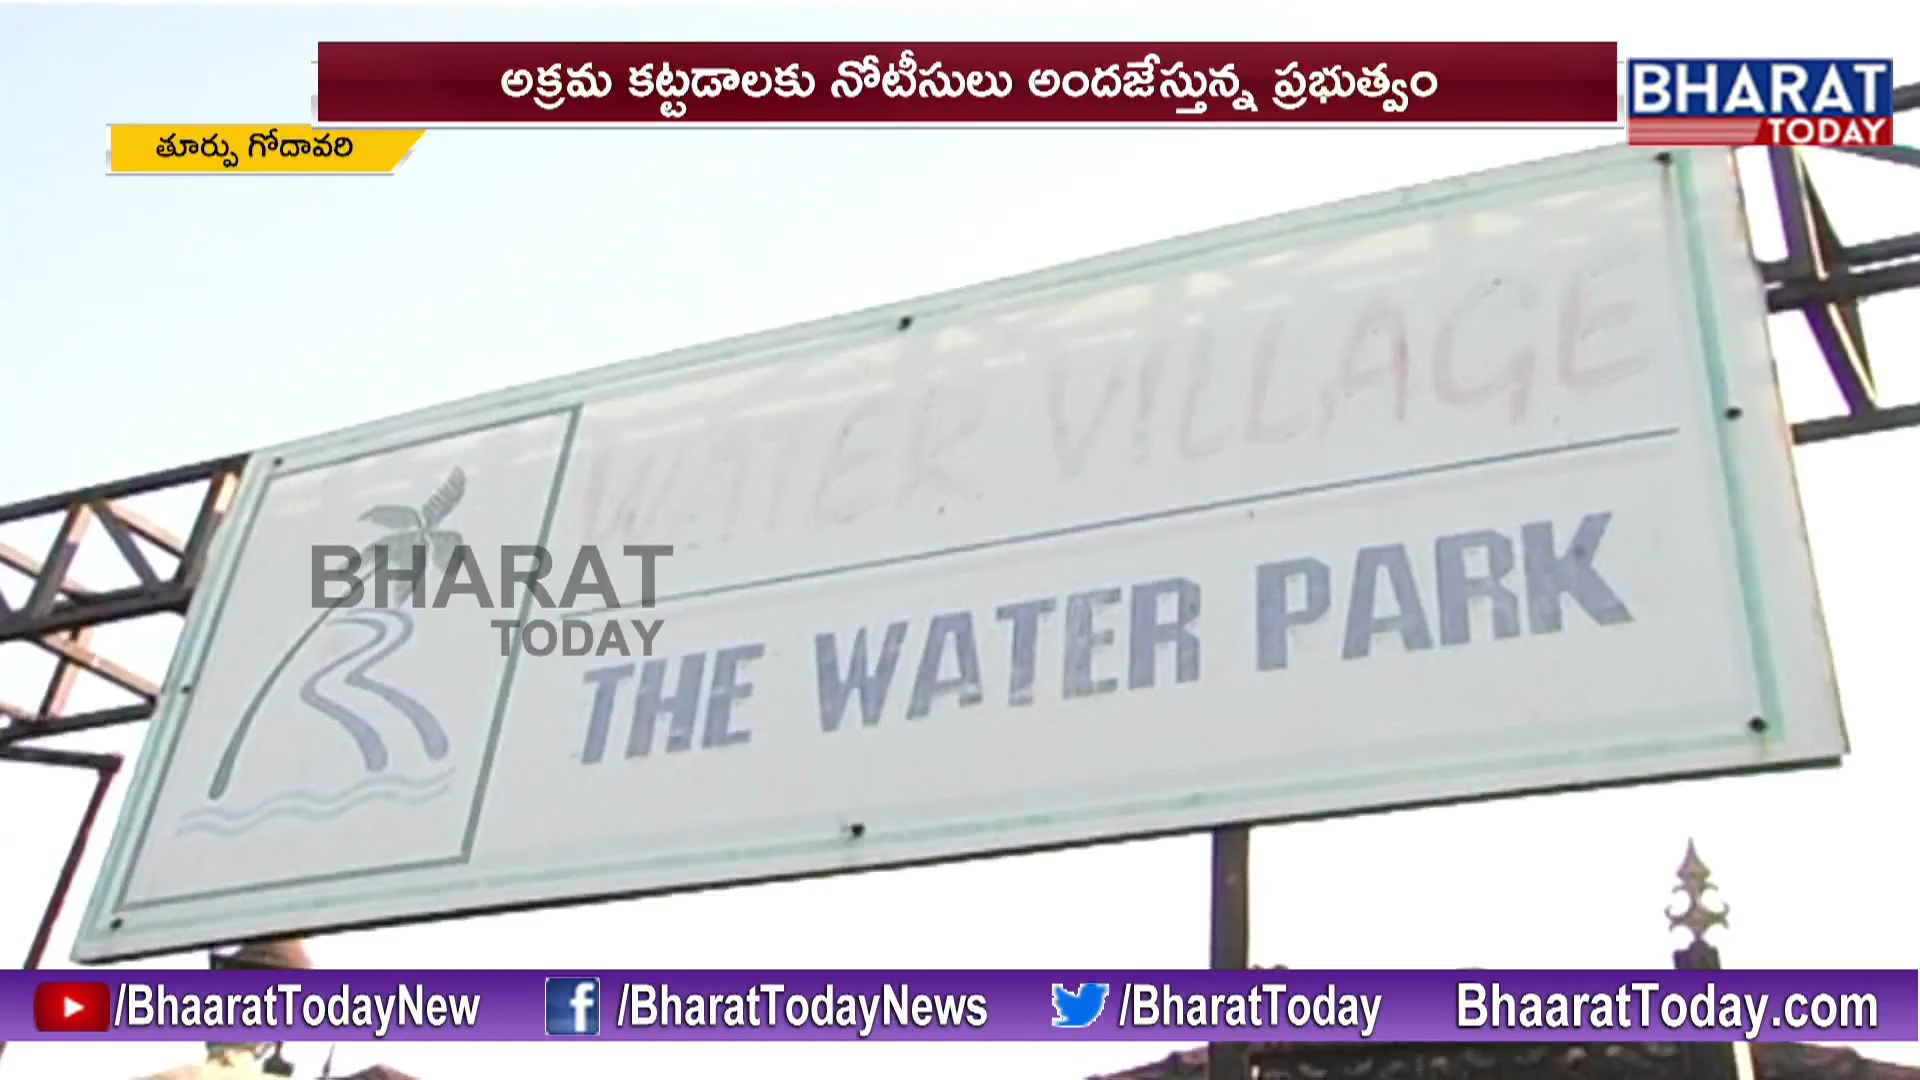 అక్రమ కట్టడాలకు నోటీసులు అందజేస్తున్న ప్రభుత్వం
BHARAT
TODAY
తూర్పు గోదావరి
WATER VILLAGE
BHARAT
TODAY
THE WATER PARK
/BhaaratTodayNew /BharatTodayNews /BharatToday BhaaratToday.com